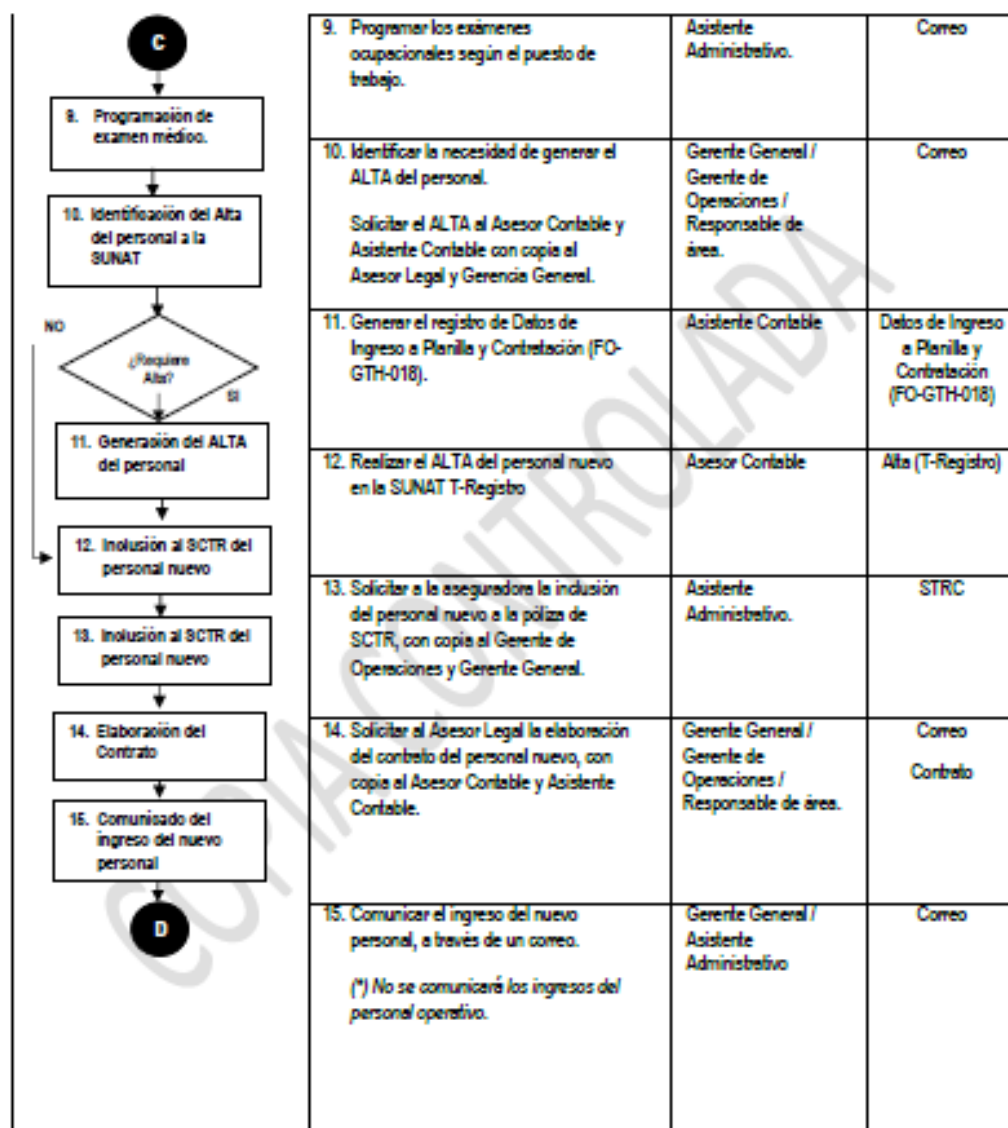 C
9. Programación de
examen médico.
10. Identificación del Alta
del personal a la
SUNAT
NO
¿Requiere
Alta?
SI
11. Generación del ALTA
del personal
12. Inclusión al SCTR del
personal nuevo
13. Inclusión al SCTR del
personal nuevo
14. Elaboración del
Contrato
15. Comunicado del
ingreso del nuevo
personal
D
9. Programar los exámenes
ocupacionales según el puesto de
trabajo.
Asistente
Administrativo.
Correo
10. Identificar la necesidad de generar el
ALTA del personal.
Solicitar el ALTA al Asesor Contable y
Asistente Contable con copia al
Asesor Legal y Gerencia General.
Gerente General /
Gerente de
Operaciones /
Responsable de
área.
Correo
11. Generar el registro de Datos de
Ingreso a Planilla y Contratación (FO-
GTH-018).
Asistente Contable
Datos de Ingreso
a Planilla y
Contratación
(FO-GTH-018)
12. Realizar el ALTA del personal nuevo
en la SUNAT T-Registro
Asesor Contable
Alta (T-Registro)
13. Solicitar a la aseguradora la inclusión
del personal nuevo a la póliza de
SCTR, con copia al Gerente de
Operaciones y Gerente General.
Asistente
Administrativo.
STRC
14. Solicitar al Asesor Legal la elaboración
del contrato del personal nuevo, con
copia al Asesor Contable y Asistente
Contable.
Gerente General /
Gerente de
Operaciones /
Responsable de área.
Correo
Contrato
15. Comunicar el ingreso del nuevo
personal, a través de un correo.
(*) No se comunicará los ingresos del
personal operativo.
Gerente General /
Asistente
Administrativo
Correo
COPIA CONTROLADA